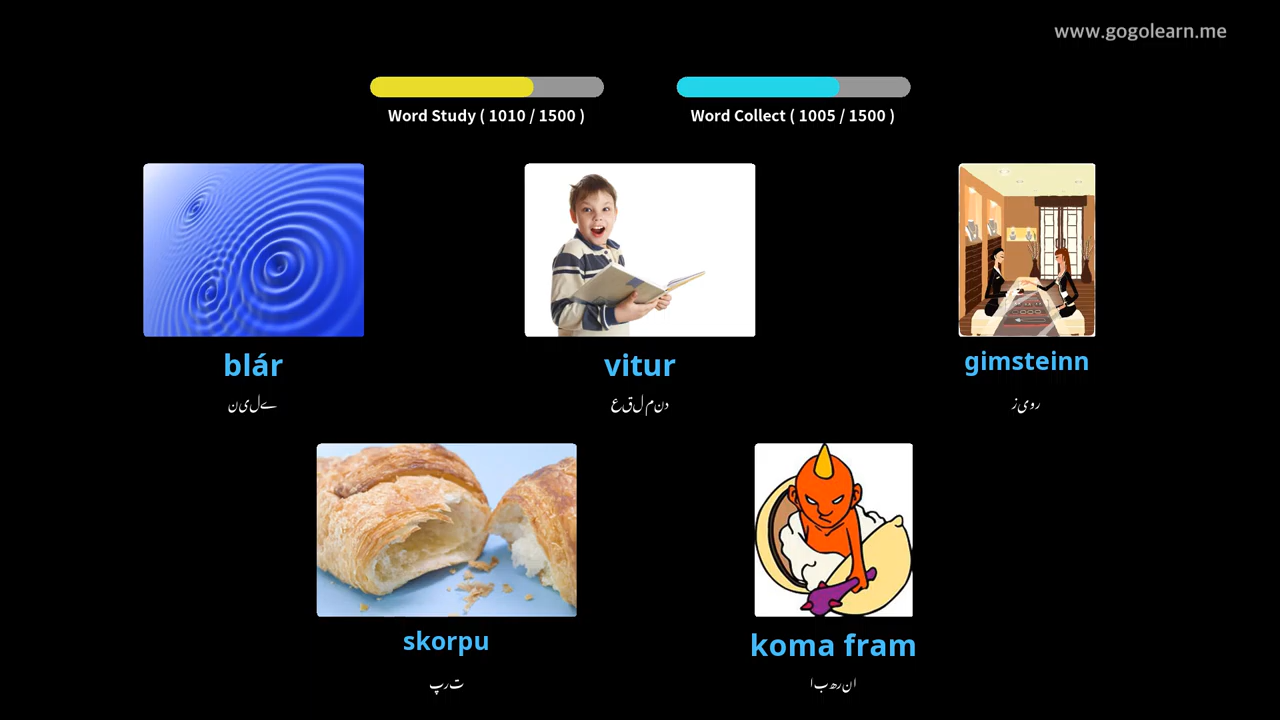 www.gogolearn.me
Word Study ( 1010 / 1500 )
Word Collect ( 1005 / 1500 )
blár
vitur
gimsteinn
نیلے
عقلمند
زیور
skorpu
koma fram
پرت
ابھرنا